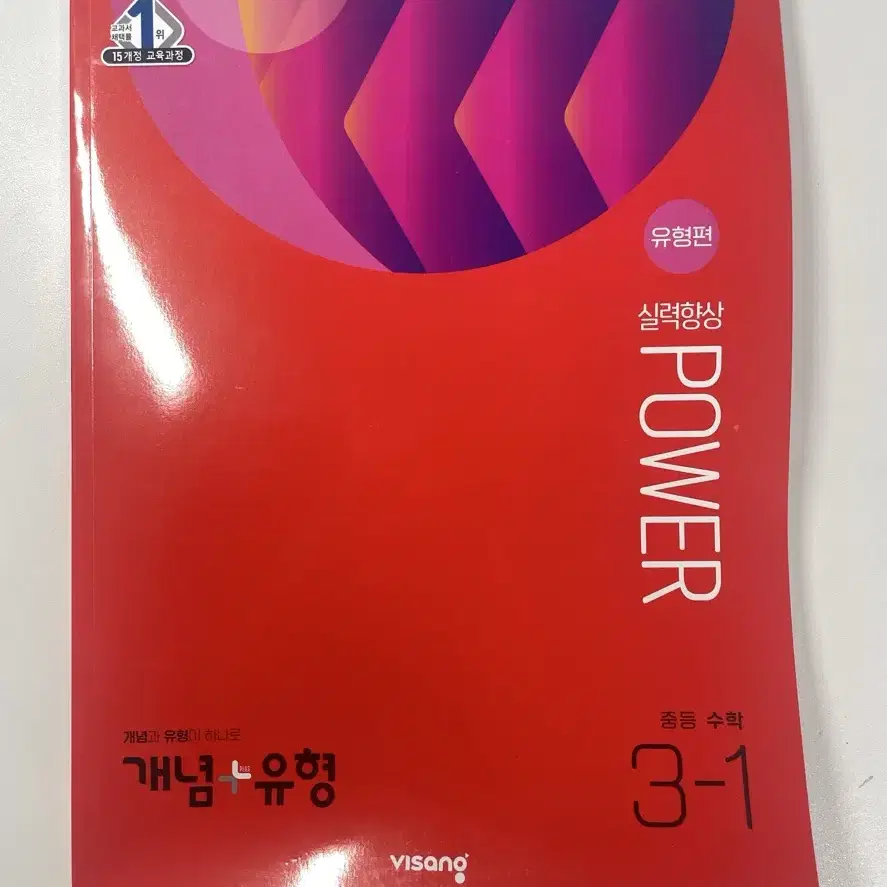 교과서
채택률 1위
15개정 교육과정
유형편
실력향상
POWER
개념과 유형이 하나로
개념+유형
PLUS
중등 수학
3-1
visang